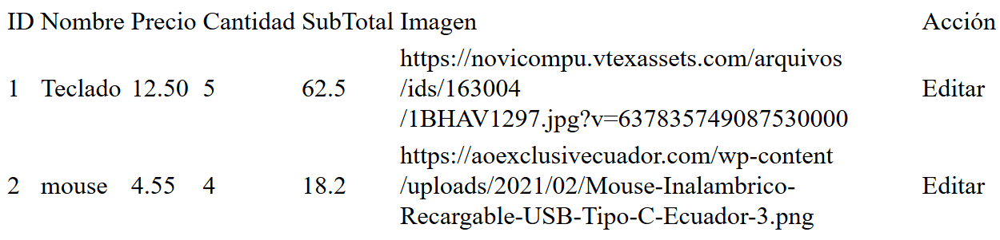 ID Nombre Precio Cantidad SubTotal Imagen Acción
https://novicompu.vtexassets.com/arquivos
1 Teclado 12.50 5 62.5 /ids/163004 Editar
/1BHAV1297.jpg?v=637835749087530000
https://aoexclusivecuador.com/wp-content
2 mouse 4.55 4 18.2 /uploads/2021/02/Mouse-Inalambrico- Editar
Recargable-USB-Tipo-C-Ecuador-3.png